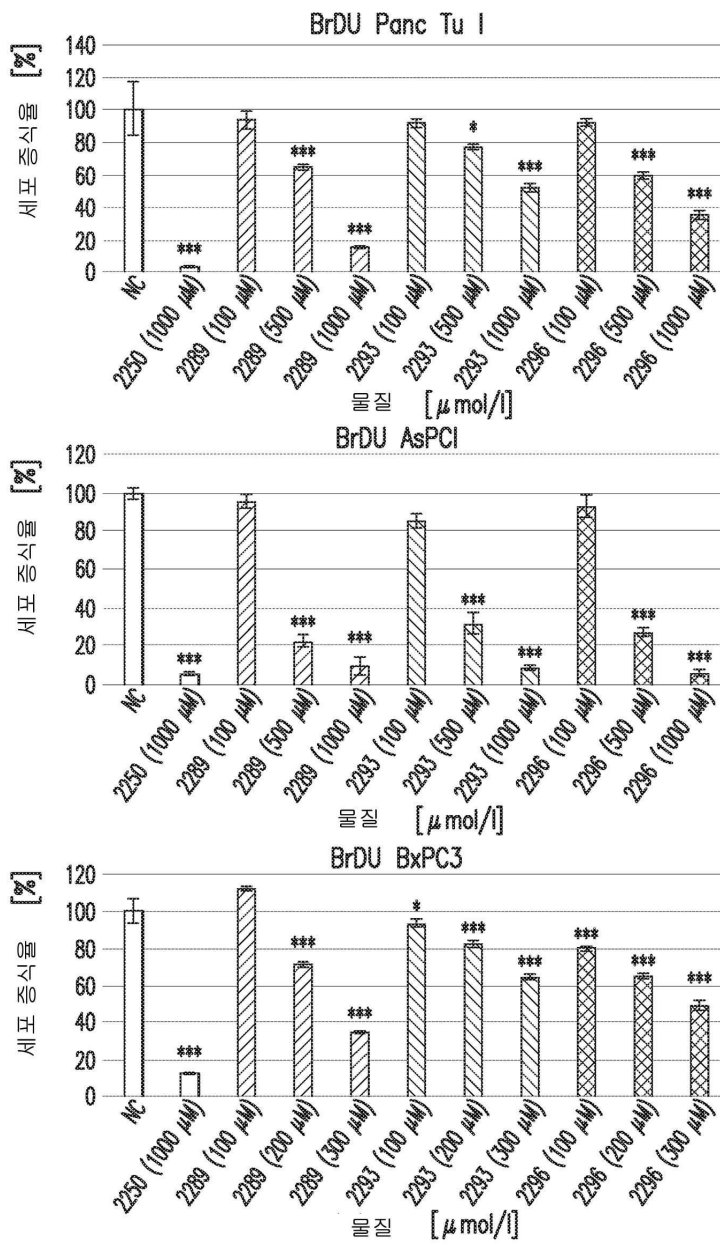 BrDU Panc Tu I
세포 증식율 [%]
140
120
100
80
60
40
20
0
***
***
***
*
***
***
***
NC
2250 (1000 μM)
2289 (100 μM)
2289 (500 μM)
2289 (1000 μM)
2293 (100 μM)
2293 (500 μM)
2293 (1000 μM)
2296 (100 μM)
2296 (500 μM)
2296 (1000 μM)
물질 [μmol/l]
BrDU AsPCI
세포 증식율 [%]
120
100
80
60
40
20
0
***
***
***
***
***
***
***
NC
2250 (1000 μM)
2289 (100 μM)
2289 (500 μM)
2289 (1000 μM)
2293 (100 μM)
2293 (500 μM)
2293 (1000 μM)
2296 (100 μM)
2296 (500 μM)
2296 (1000 μM)
물질 [μmol/l]
BrDU BxPC3
세포 증식율 [%]
120
100
80
60
40
20
0
***
***
***
*
***
***
***
***
***
NC
2250 (1000 μM)
2289 (100 μM)
2289 (200 μM)
2289 (300 μM)
2293 (100 μM)
2293 (200 μM)
2293 (300 μM)
2296 (100 μM)
2296 (200 μM)
2296 (300 μM)
물질 [μmol/l]